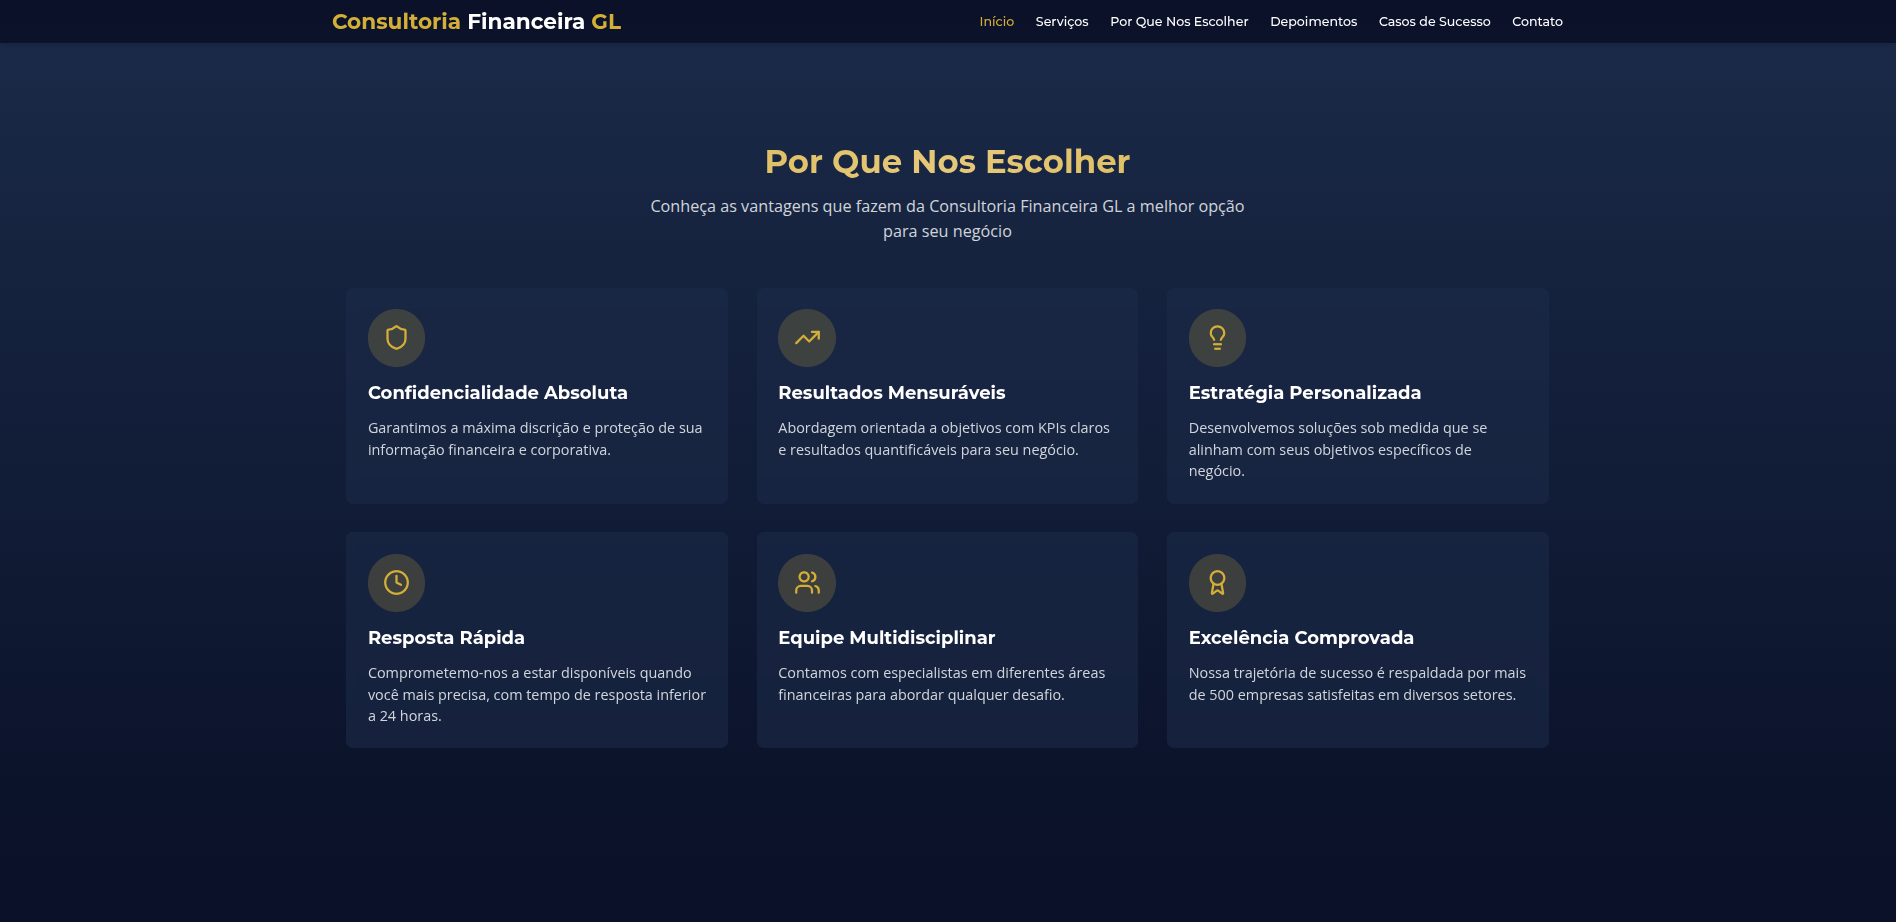 Consultoria Financeira GL
Início Serviços Por Que Nos Escolher Depoimentos Casos de Sucesso Contato
Por Que Nos Escolher
Conheça as vantagens que fazem da Consultoria Financeira GL a melhor opção
para seu negócio
Confidencialidade Absoluta
Garantimos a máxima discrição e proteção de sua
informação financeira e corporativa.
Resultados Mensuráveis
Abordagem orientada a objetivos com KPIs claros
e resultados quantificáveis para seu negócio.
Estratégia Personalizada
Desenvolvemos soluções sob medida que se
alinham com seus objetivos específicos de
negócio.
Resposta Rápida
Comprometemo-nos a estar disponíveis quando
você mais precisa, com tempo de resposta inferior
a 24 horas.
Equipe Multidisciplinar
Contamos com especialistas em diferentes áreas
financeiras para abordar qualquer desafio.
Excelência Comprovada
Nossa trajetória de sucesso é respaldada por mais
de 500 empresas satisfeitas em diversos setores.